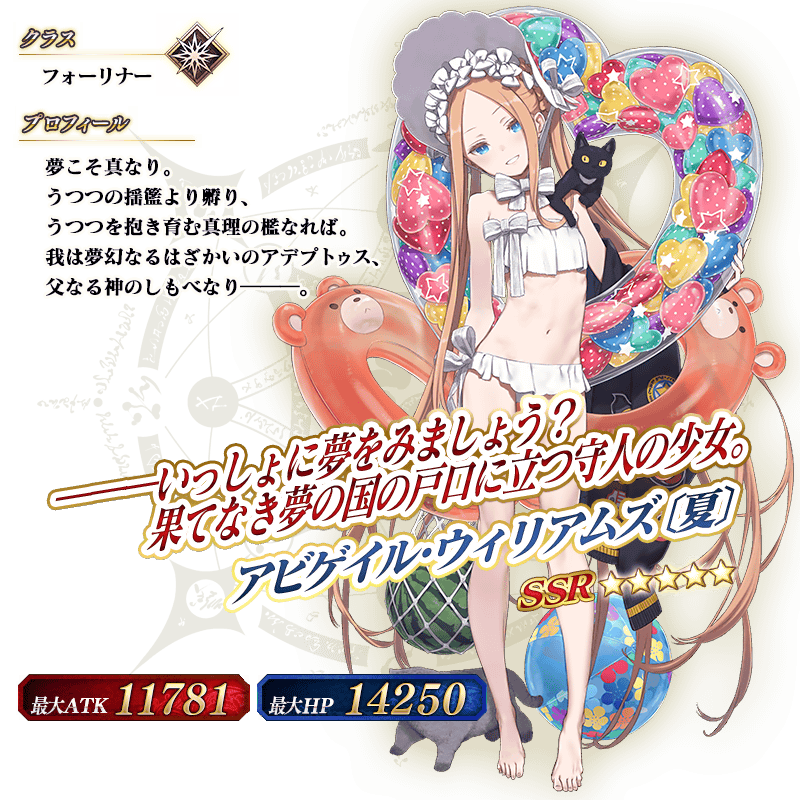 クラス
フォーリナー
プロフィール
夢こそ真なり。
うつつの揺籃より孵り、
うつつを抱き育む真理の檻なれば。
我は夢幻なるはざかいのアデプトゥス、
父なる神のしもべなり――。
――いっしょに夢をみましょう?
果てなき夢の国の戸口に立つ守人の少女。
アビゲイル・ウィリアムズ〔夏〕
SSR ★★★★★
最大ATK 11781
最大HP 14250